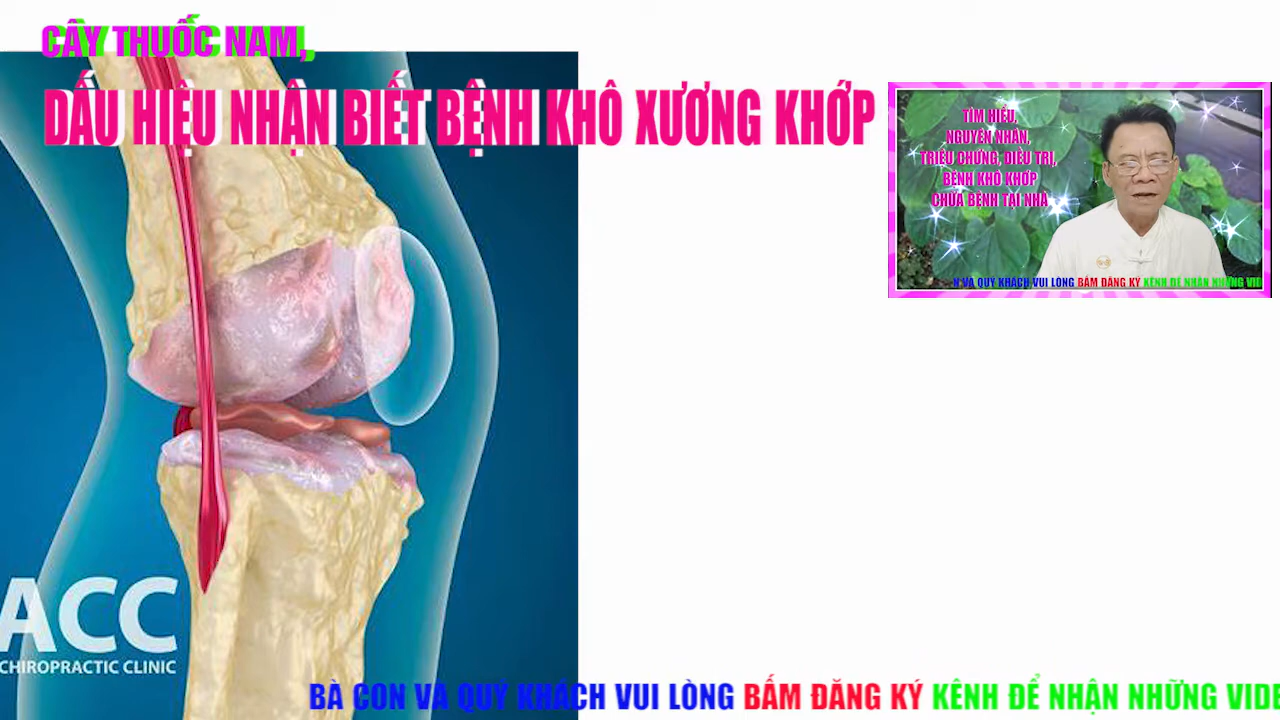 CÂY THUỐC NAM,
DẤU HIỆU NHẬN BIẾT BỆNH KHÔ XƯƠNG KHỚP
TÌM HIỂU,
NGUYÊN NHÂN,
TRIỆU CHỨNG, ĐIỀU TRỊ,
BỆNH KHÔ KHỚP
CHỮA BỆNH TẠI NHÀ
N VÀ QUÝ KHÁCH VUI LÒNG BẤM ĐĂNG KÝ KÊNH ĐỂ NHẬN NHỮNG VID
ACC
CHIROPRACTIC CLINIC
BÀ CON VÀ QUÝ KHÁCH VUI LÒNG BẤM ĐĂNG KÝ KÊNH ĐỂ NHẬN NHỮNG VIDE